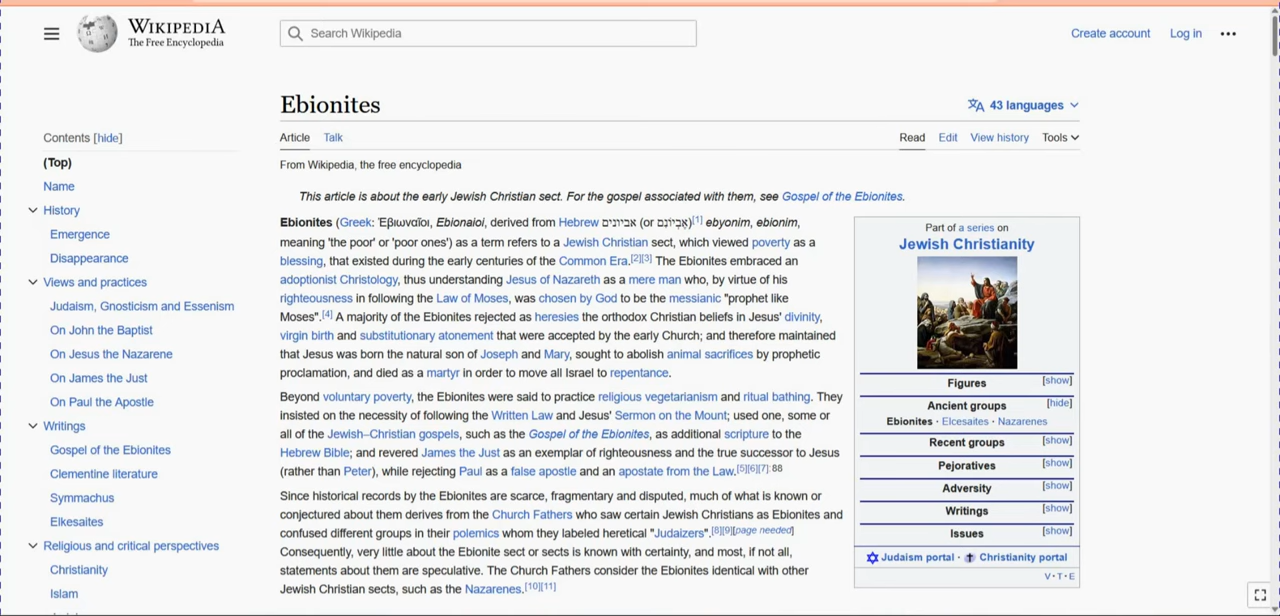 WIKIPEDIA
The Free Encyclopedia
Search Wikipedia
Create account
Log in
Ebionites
43 languages
Contents [hide]
Article
Talk
Read
Edit
View history
Tools
(Top)
Name
History
Emergence
Disappearance
Views and practices
Judaism, Gnosticism and Essenism
On John the Baptist
On Jesus the Nazarene
On James the Just
On Paul the Apostle
Writings
Gospel of the Ebionites
Clementine literature
Symmachus
Elkesaites
Religious and critical perspectives
Christianity
Islam
From Wikipedia, the free encyclopedia
This article is about the early Jewish Christian sect. For the gospel associated with them, see Gospel of the Ebionites.
Ebionites (Greek: Ἐβιωναῖοι, Ebionaioi, derived from Hebrew אביונים (or אֶבְיוֹנִים)[1] ebyonim, ebionim,
meaning 'the poor' or 'poor ones') as a term refers to a Jewish Christian sect, which viewed poverty as a
blessing, that existed during the early centuries of the Common Era.[2][3] The Ebionites embraced an
adoptionist Christology, thus understanding Jesus of Nazareth as a mere man who, by virtue of his
righteousness in following the Law of Moses, was chosen by God to be the messianic "prophet like
Moses".[4] A majority of the Ebionites rejected as heresies the orthodox Christian beliefs in Jesus' divinity,
virgin birth and substitutionary atonement that were accepted by the early Church; and therefore maintained
that Jesus was born the natural son of Joseph and Mary, sought to abolish animal sacrifices by prophetic
proclamation, and died as a martyr in order to move all Israel to repentance.
Beyond voluntary poverty, the Ebionites were said to practice religious vegetarianism and ritual bathing. They
insisted on the necessity of following the Written Law and Jesus' Sermon on the Mount; used one, some or
all of the Jewish–Christian gospels, such as the Gospel of the Ebionites, as additional scripture to the
Hebrew Bible; and revered James the Just as an exemplar of righteousness and the true successor to Jesus
(rather than Peter), while rejecting Paul as a false apostle and an apostate from the Law.[5][6][7]: 88
Since historical records by the Ebionites are scarce, fragmentary and disputed, much of what is known or
conjectured about them derives from the Church Fathers who saw certain Jewish Christians as Ebionites and
confused different groups in their polemics whom they labeled heretical "Judaizers".[8][9][page needed]
Consequently, very little about the Ebionite sect or sects is known with certainty, and most, if not all,
statements about them are speculative. The Church Fathers consider the Ebionites identical with other
Jewish Christian sects, such as the Nazarenes.[10][11]
Part of a series on
Jewish Christianity
Figures [show]
Ancient groups [hide]
Ebionites · Elcesaites · Nazarenes
Recent groups [show]
Pejoratives [show]
Adversity [show]
Writings [show]
Issues [show]
Judaism portal · Christianity portal
V · T · E